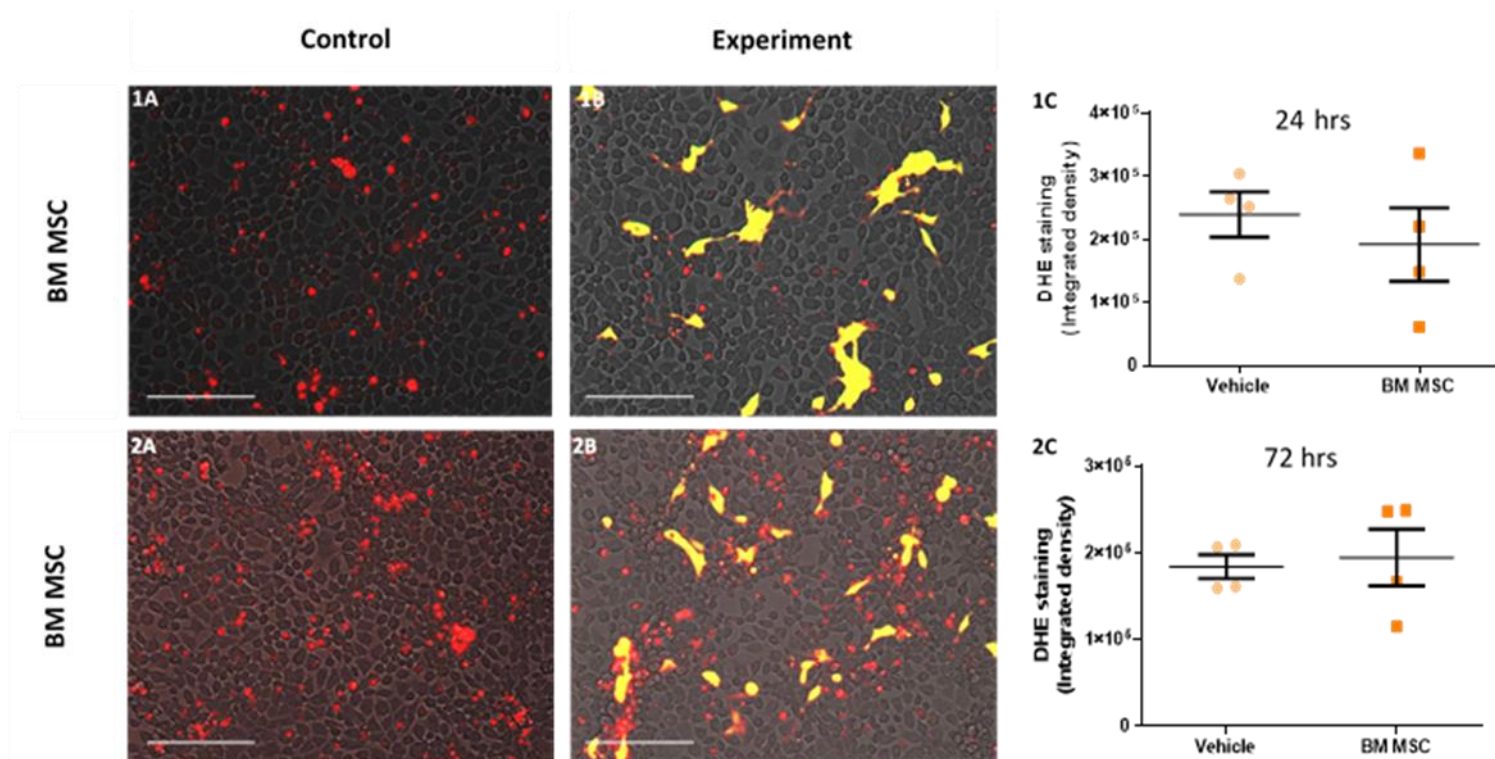 Control
Experiment
BM MSC
1A
1B
1C
24 hrs
DHE staining
(Integrated density)
4×10⁵
3×10⁵
2×10⁵
1×10⁵
0
Vehicle
BM MSC
BM MSC
2A
2B
2C
72 hrs
DHE staining
(Integrated density)
3×10⁶
2×10⁶
1×10⁶
0
Vehicle
BM MSC